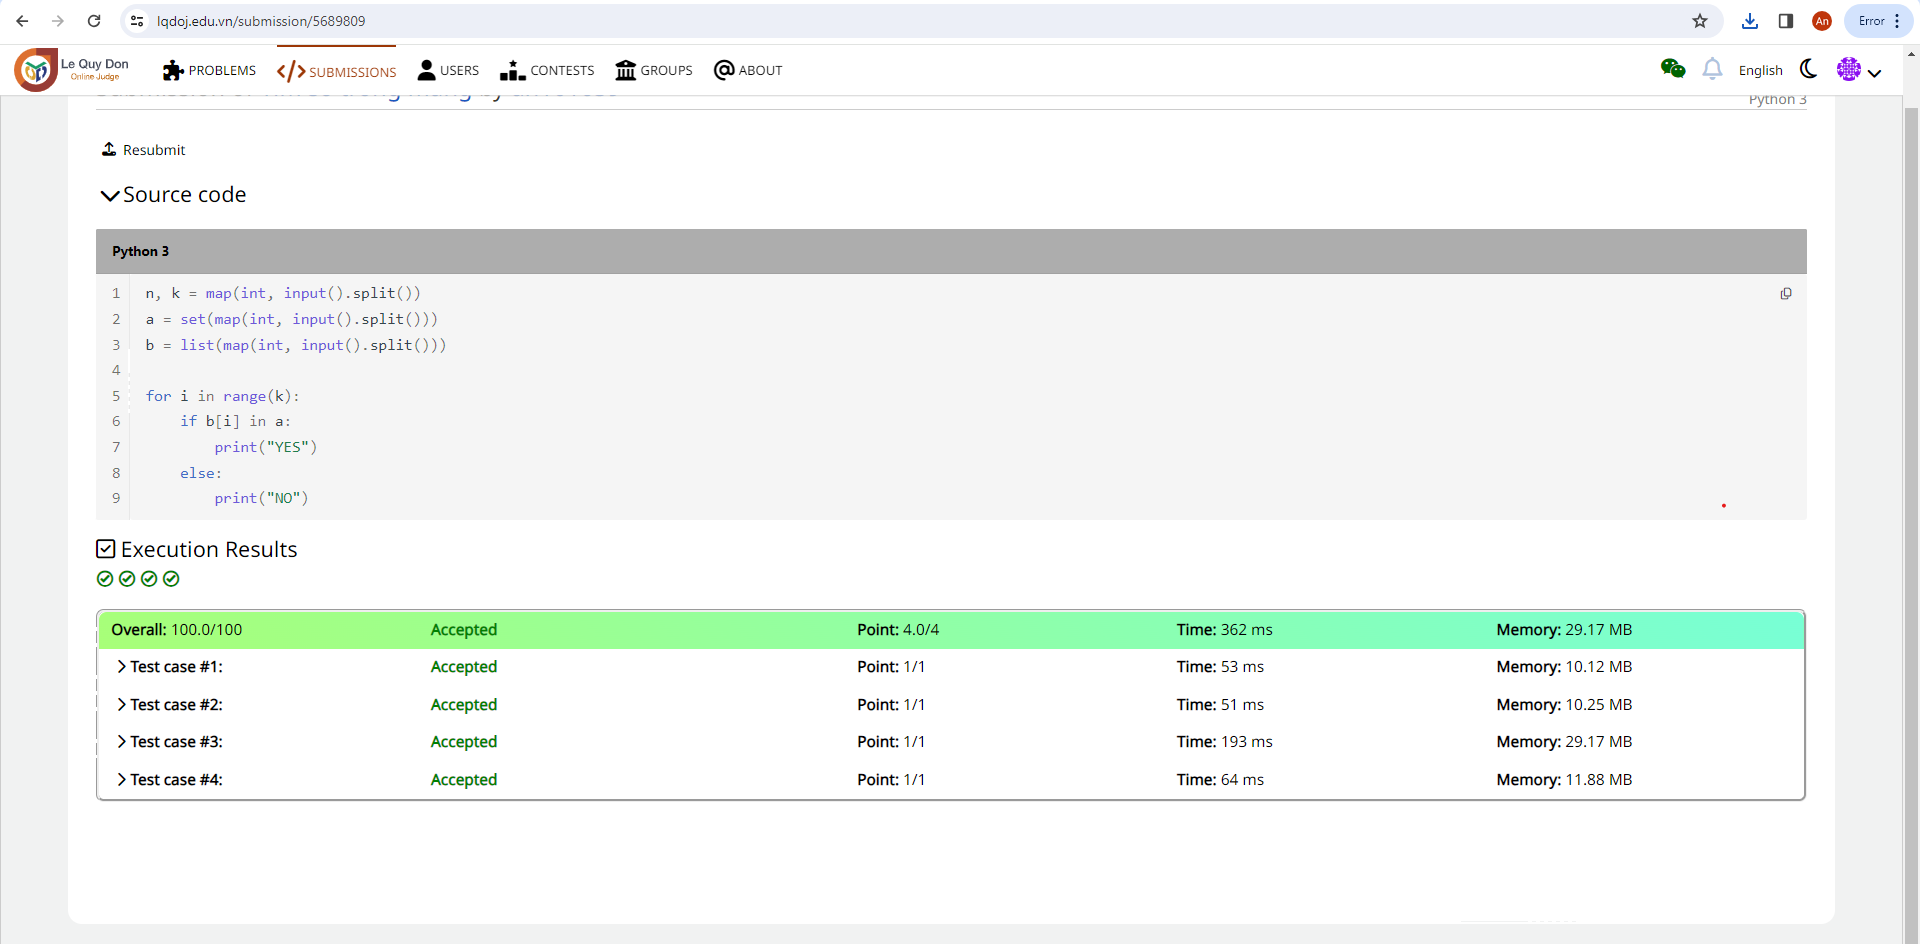 lqdoj.edu.vn/submission/5689809
An
Error
Le Quy Don
Online Judge
PROBLEMS
SUBMISSIONS
USERS
CONTESTS
GROUPS
ABOUT
English
Python 3
Resubmit
Source code
Python 3
1 n, k = map(int, input().split())
2 a = set(map(int, input().split()))
3 b = list(map(int, input().split()))
4
5 for i in range(k):
6     if b[i] in a:
7         print("YES")
8     else:
9         print("NO")
Execution Results
Overall: 100.0/100 Accepted Point: 4.0/4 Time: 362 ms Memory: 29.17 MB
Test case #1: Accepted Point: 1/1 Time: 53 ms Memory: 10.12 MB
Test case #2: Accepted Point: 1/1 Time: 51 ms Memory: 10.25 MB
Test case #3: Accepted Point: 1/1 Time: 193 ms Memory: 29.17 MB
Test case #4: Accepted Point: 1/1 Time: 64 ms Memory: 11.88 MB